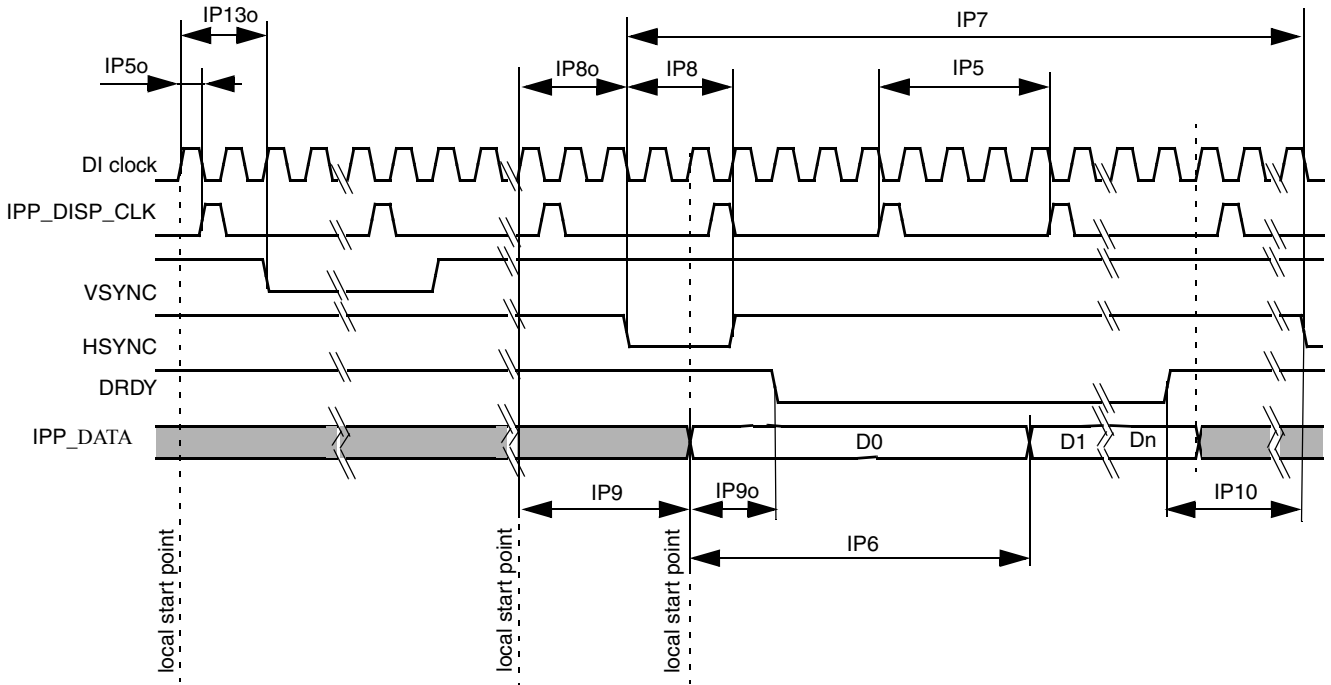 IP13o
IP7
IP5o
IP8o
IP8
IP5
DI clock
IPP_DISP_CLK
VSYNC
HSYNC
DRDY
IPP_DATA
D0
D1
Dn
IP9
IP9o
IP10
IP6
local start point
local start point
local start point